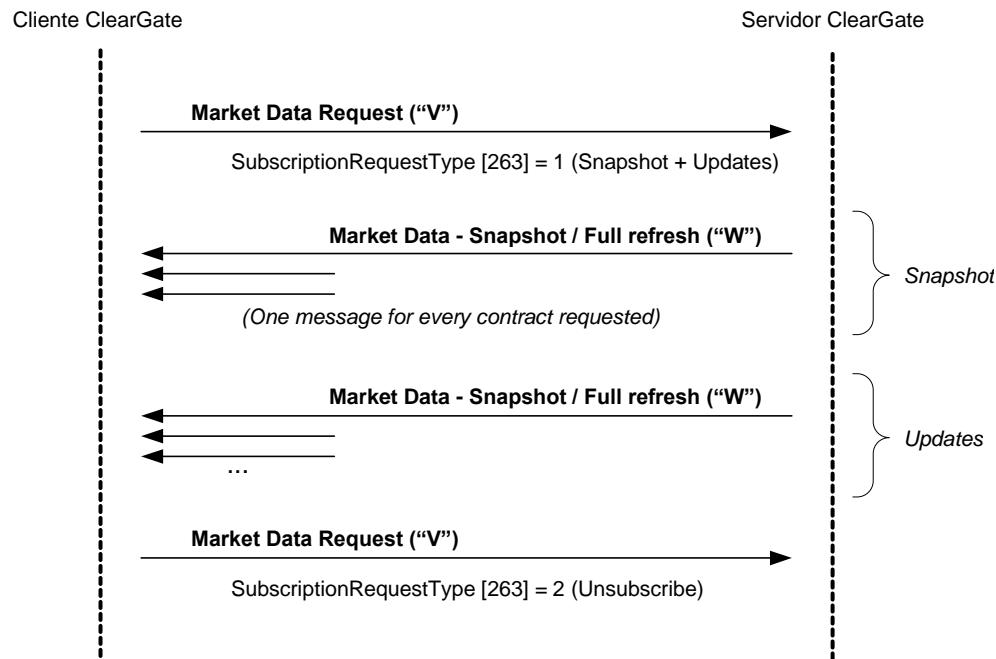 Cliente ClearGate
Servidor ClearGate
Market Data Request (“V”)
SubscriptionRequestType [263] = 1 (Snapshot + Updates)
Market Data - Snapshot / Full refresh (“W”)
Snapshot
(One message for every contract requested)
Market Data - Snapshot / Full refresh (“W”)
Updates
...
Market Data Request (“V”)
SubscriptionRequestType [263] = 2 (Unsubscribe)